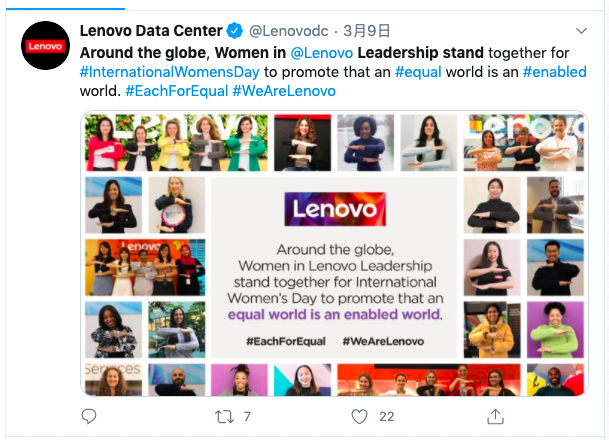 Lenovo Data Center @Lenovodc · 3月9日
Lenovo
Around the globe, Women in @Lenovo Leadership stand together for
#InternationalWomensDay to promote that an #equal world is an #enabled
world. #EachForEqual #WeAreLenovo
Lenovo
Around the globe,
Women in Lenovo Leadership
stand together for International
Women's Day to promote that an
equal world is an enabled world.
#EachForEqual #WeAreLenovo
Lenovo
Services
7
22